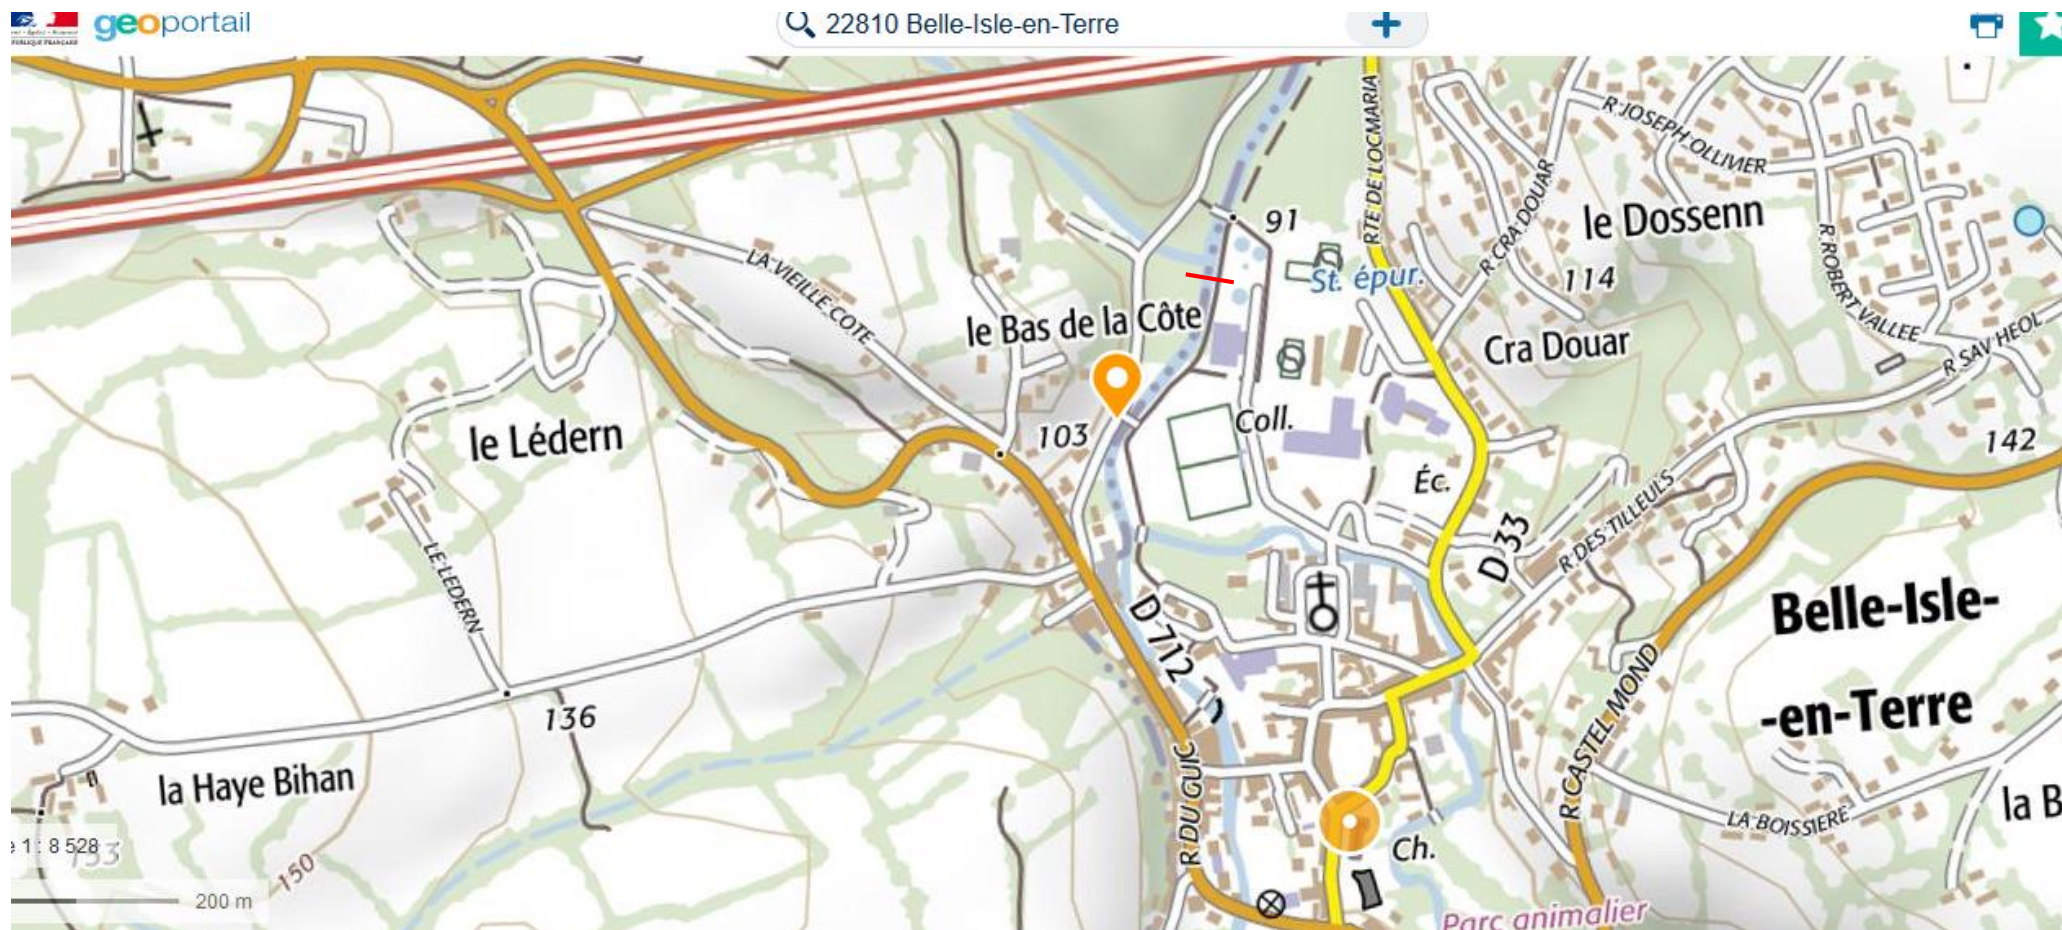 geoportail
22810 Belle-Isle-en-Terre
RÉPUBLIQUE FRANÇAISE
RTE DE LOCMARIA
R JOSEPH OLLIVIER
R CRA DOUAR
le Dossenn
91
St. épur.
114
R ROBERT VALLEE
LA VIEILLE COTE
le Bas de la Côte
Cra Douar
R SAV HEOL
le Lédern
103
Coll.
142
Éc.
D 33
R DES TILLEULS
LE LEDERN
D 712
Belle-Isle-
-en-Terre
136
R CASTEL MOND
la Haye Bihan
R DU GUIC
LA BOISSIERE
la B
1 : 8 528
153
150
Ch.
200 m
Parc animalier